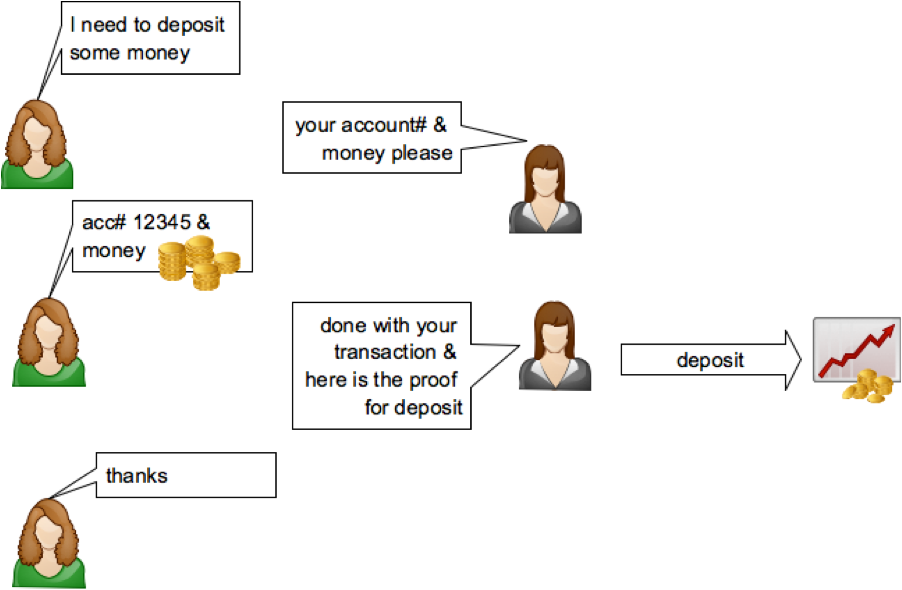 I need to deposit
some money
your account# &
money please
acc# 12345 &
money
done with your
transaction &
here is the proof
for deposit
deposit
thanks